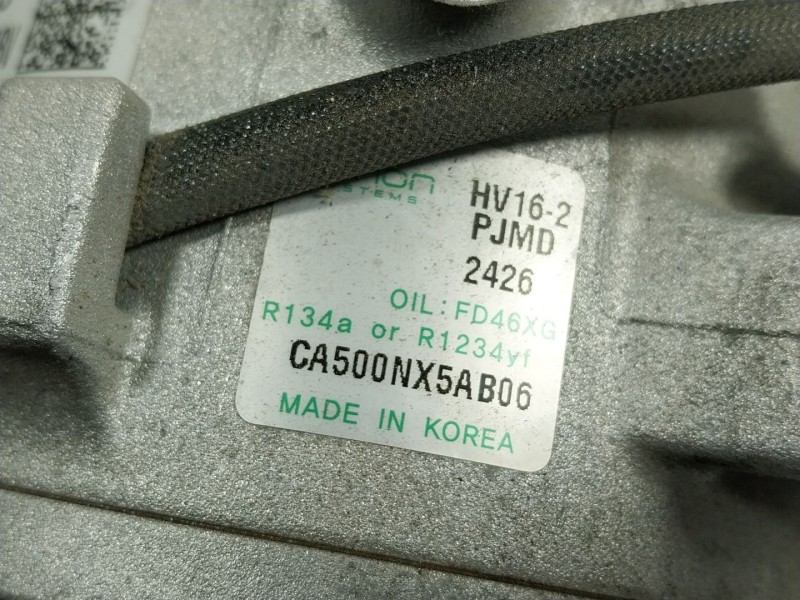 HV16-2
PJMD
2426
OIL: FD46XG
R134a or R1234yf
CA500NX5AB06
MADE IN KOREA